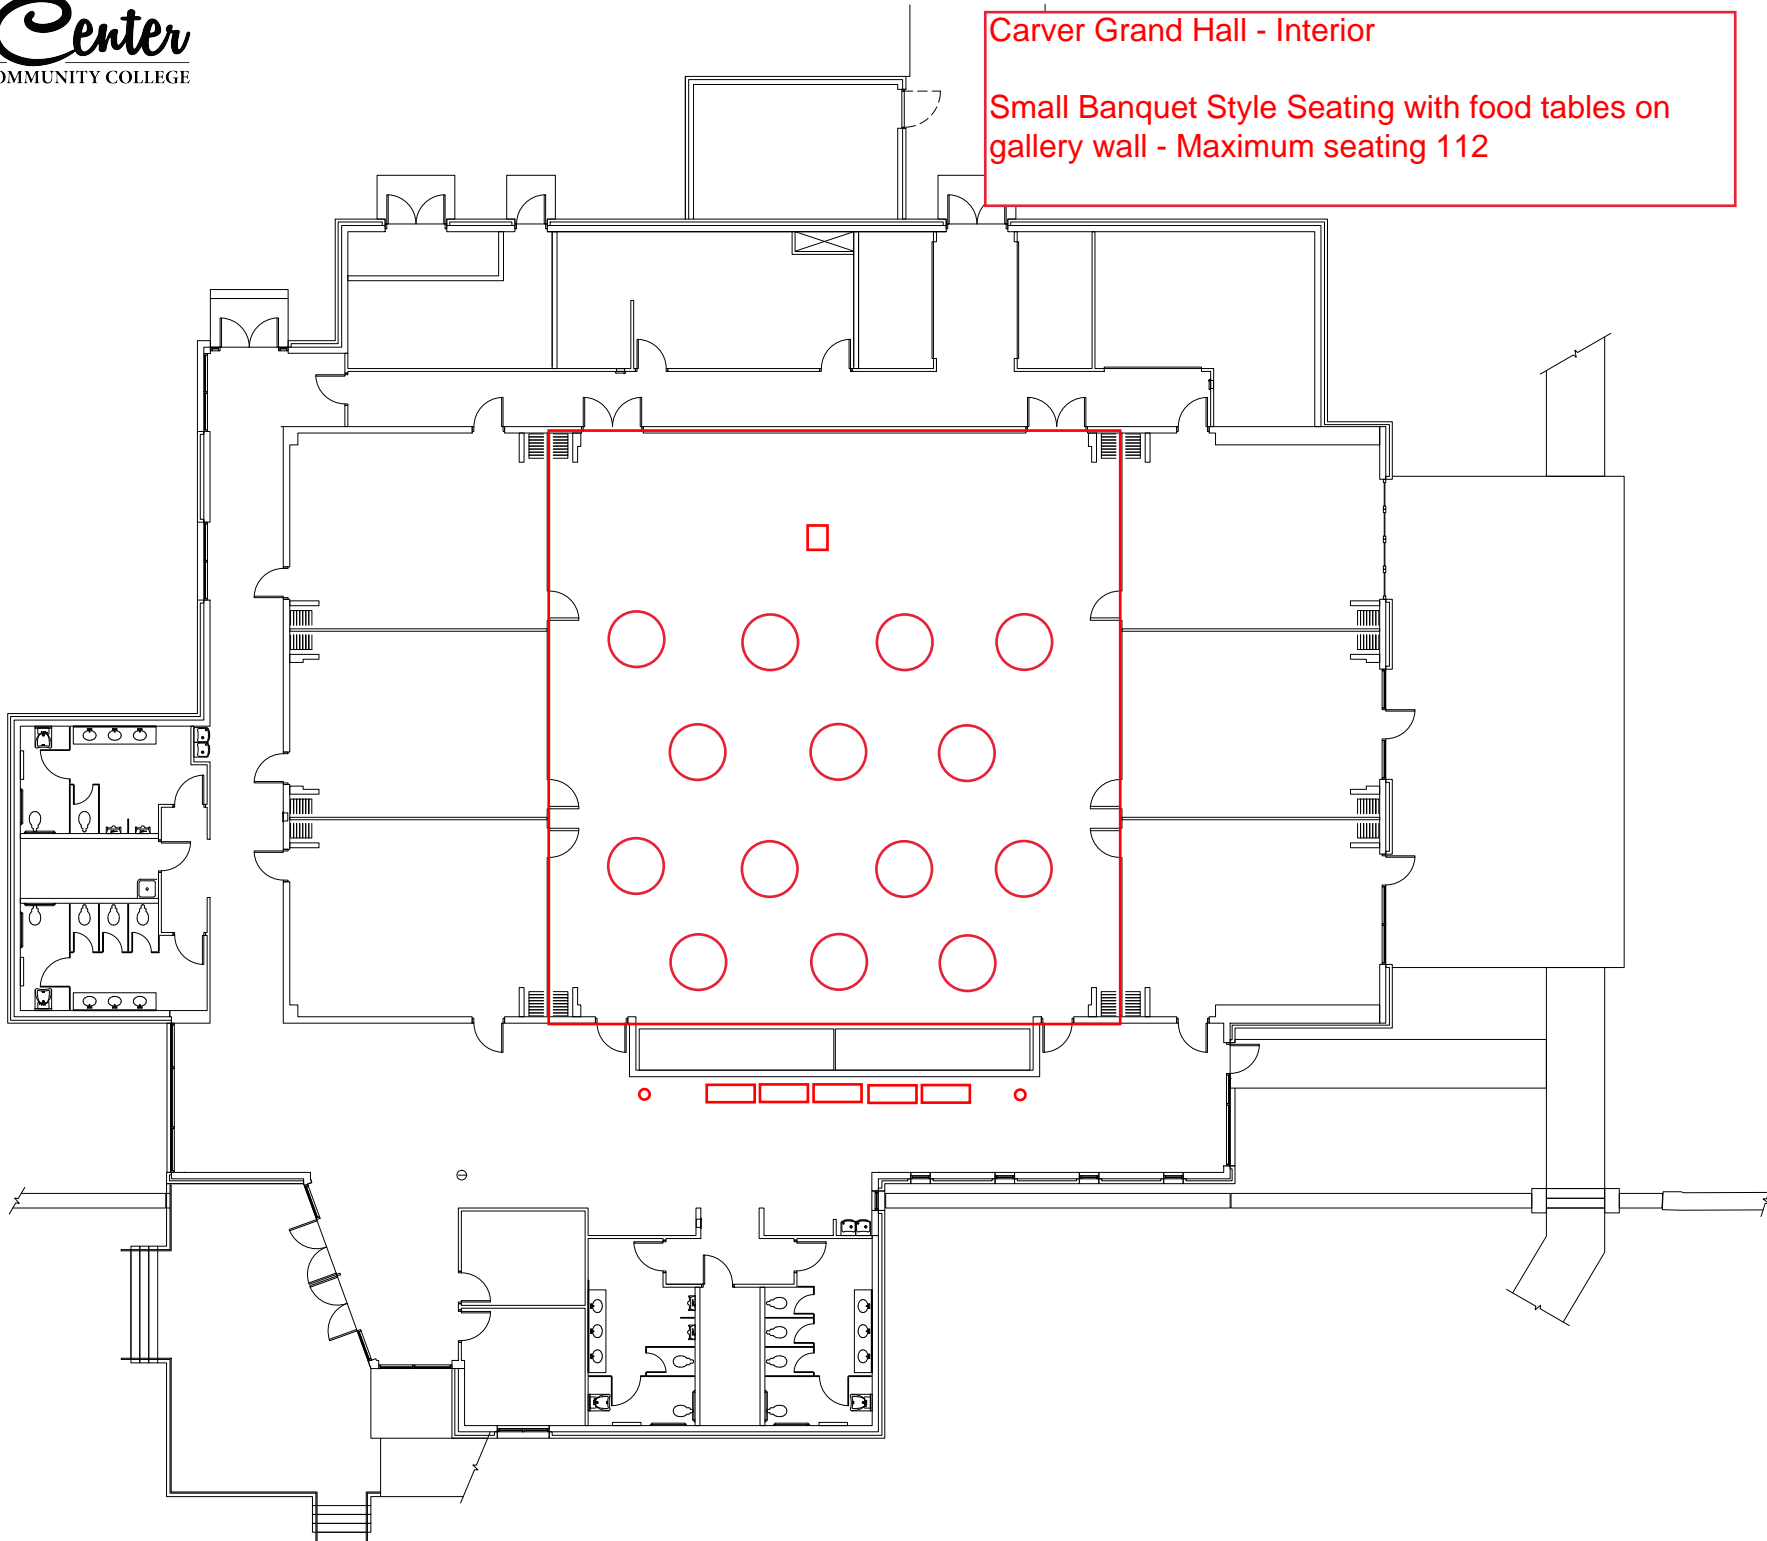 Center
OMMUNITY COLLEGE
Carver Grand Hall - Interior
Small Banquet Style Seating with food tables on
gallery wall - Maximum seating 112